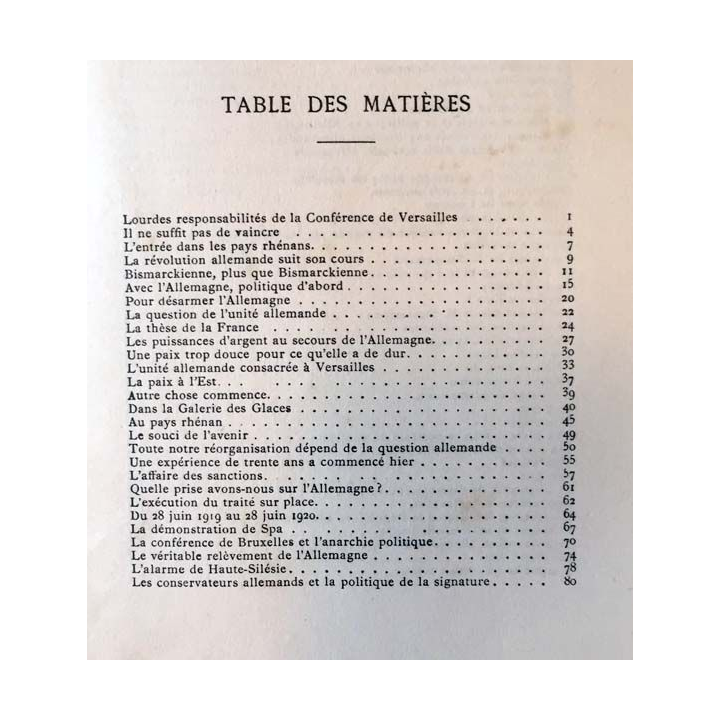 TABLE DES MATIÈRES
Lourdes responsabilités de la Conférence de Versailles . . . . . . . 1
Il ne suffit pas de vaincre . . . . . . . . . . . . . . . . . . . 4
L'entrée dans les pays rhénans. . . . . . . . . . . . . . . . . . 7
La révolution allemande suit son cours . . . . . . . . . . . . . . 9
Bismarckienne, plus que Bismarckienne. . . . . . . . . . . . . . 11
Avec l'Allemagne, politique d'abord . . . . . . . . . . . . . . . 15
Pour désarmer l'Allemagne . . . . . . . . . . . . . . . . . . . 20
La question de l'unité allemande . . . . . . . . . . . . . . . . 22
La thèse de la France . . . . . . . . . . . . . . . . . . . . . 24
Les puissances d'argent au secours de l'Allemagne. . . . . . . . . 27
Une paix trop douce pour ce qu'elle a de dur. . . . . . . . . . . 30
L'unité allemande consacrée à Versailles . . . . . . . . . . . . . 33
La paix à l'Est. . . . . . . . . . . . . . . . . . . . . . . . 37
Autre chose commence. . . . . . . . . . . . . . . . . . . . . . 39
Dans la Galerie des Glaces . . . . . . . . . . . . . . . . . . . 40
Au pays rhénan . . . . . . . . . . . . . . . . . . . . . . . . 45
Le souci de l'avenir . . . . . . . . . . . . . . . . . . . . . . 49
Toute notre réorganisation dépend de la question allemande . . . . 50
Une expérience de trente ans a commencé hier . . . . . . . . . . 55
L'affaire des sanctions. . . . . . . . . . . . . . . . . . . . . 57
Quelle prise avons-nous sur l'Allemagne ? . . . . . . . . . . . . 61
L'exécution du traité sur place. . . . . . . . . . . . . . . . . 62
Du 28 juin 1919 au 28 juin 1920. . . . . . . . . . . . . . . . . 64
La démonstration de Spa . . . . . . . . . . . . . . . . . . . . 67
La conférence de Bruxelles et l'anarchie politique. . . . . . . . 70
Le véritable relèvement de l'Allemagne . . . . . . . . . . . . . 74
L'alarme de Haute-Silésie. . . . . . . . . . . . . . . . . . . . 78
Les conservateurs allemands et la politique de la signature. . . . . 80